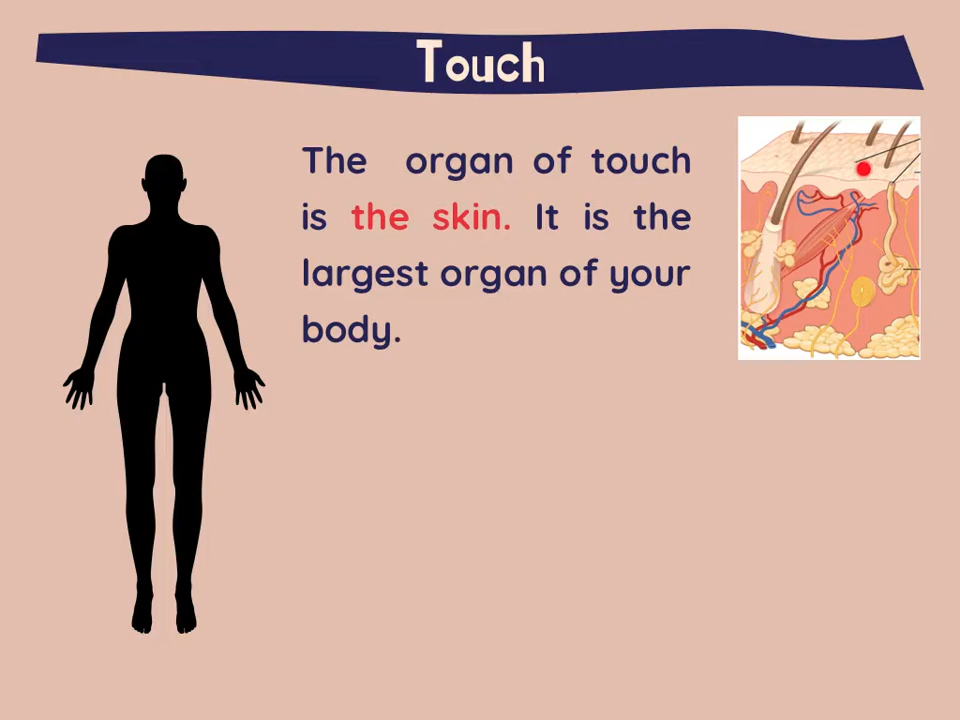 Touch
The organ of touch
is the skin. It is the
largest organ of your
body.